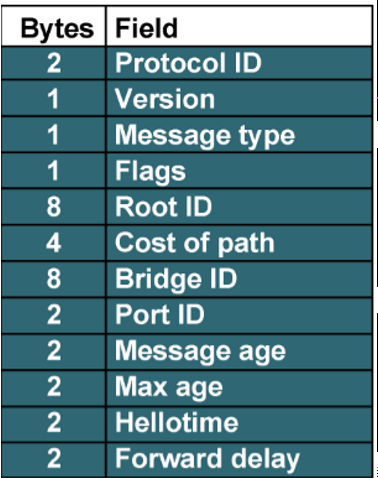 Bytes Field
2 Protocol ID
1 Version
1 Message type
1 Flags
8 Root ID
4 Cost of path
8 Bridge ID
2 Port ID
2 Message age
2 Max age
2 Hellotime
2 Forward delay